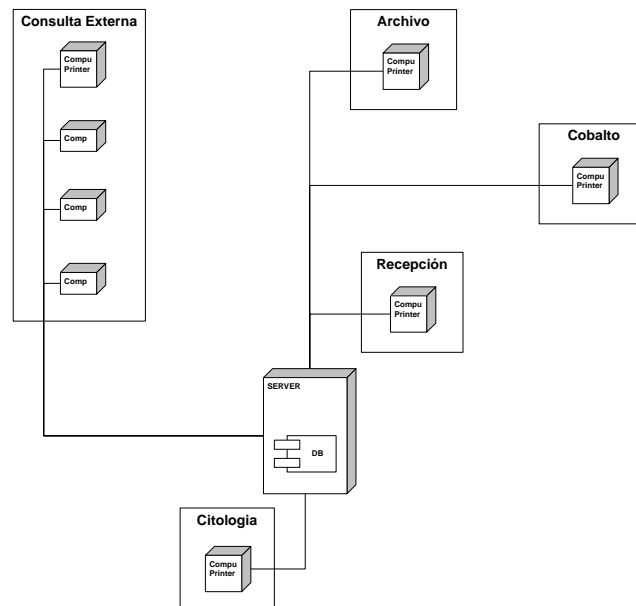 Consulta Externa
Compu
Printer
Comp
Comp
Comp
Archivo
Compu
Printer
Cobalto
Compu
Printer
Recepción
Compu
Printer
SERVER
DB
Citologia
Compu
Printer